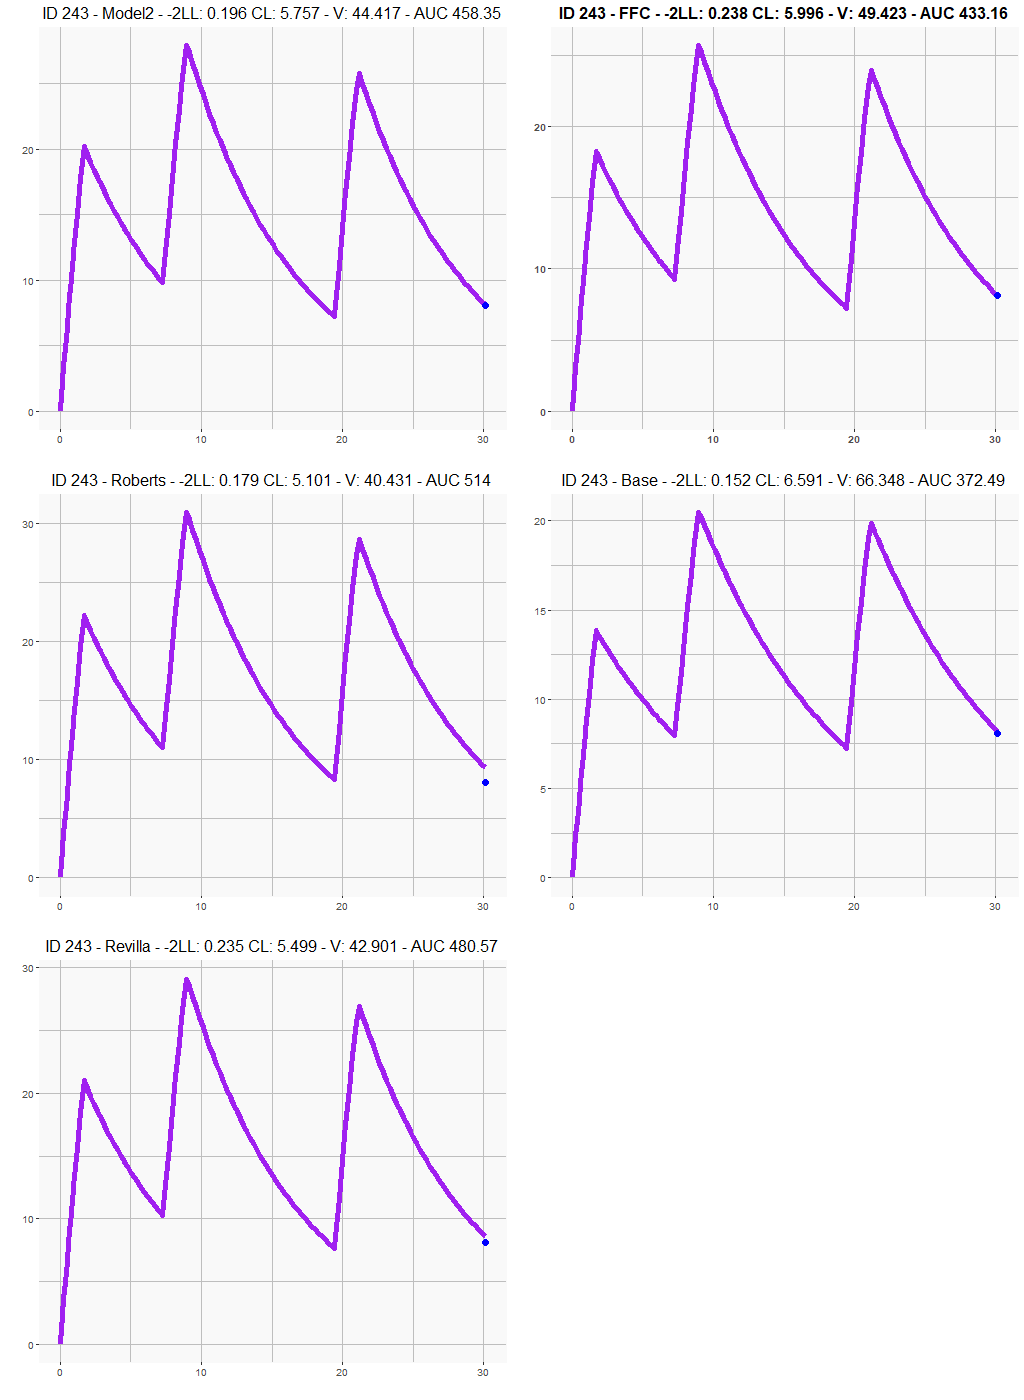 ID 243 - Model2 - -2LL: 0.196 CL: 5.757 - V: 44.417 - AUC 458.35
20
10
0
0 10 20 30
ID 243 - FFC - -2LL: 0.238 CL: 5.996 - V: 49.423 - AUC 433.16
20
10
0
0 10 20 30
ID 243 - Roberts - -2LL: 0.179 CL: 5.101 - V: 40.431 - AUC 514
30
20
10
0
0 10 20 30
ID 243 - Base - -2LL: 0.152 CL: 6.591 - V: 66.348 - AUC 372.49
20
15
10
5
0
0 10 20 30
ID 243 - Revilla - -2LL: 0.235 CL: 5.499 - V: 42.901 - AUC 480.57
30
20
10
0
0 10 20 30